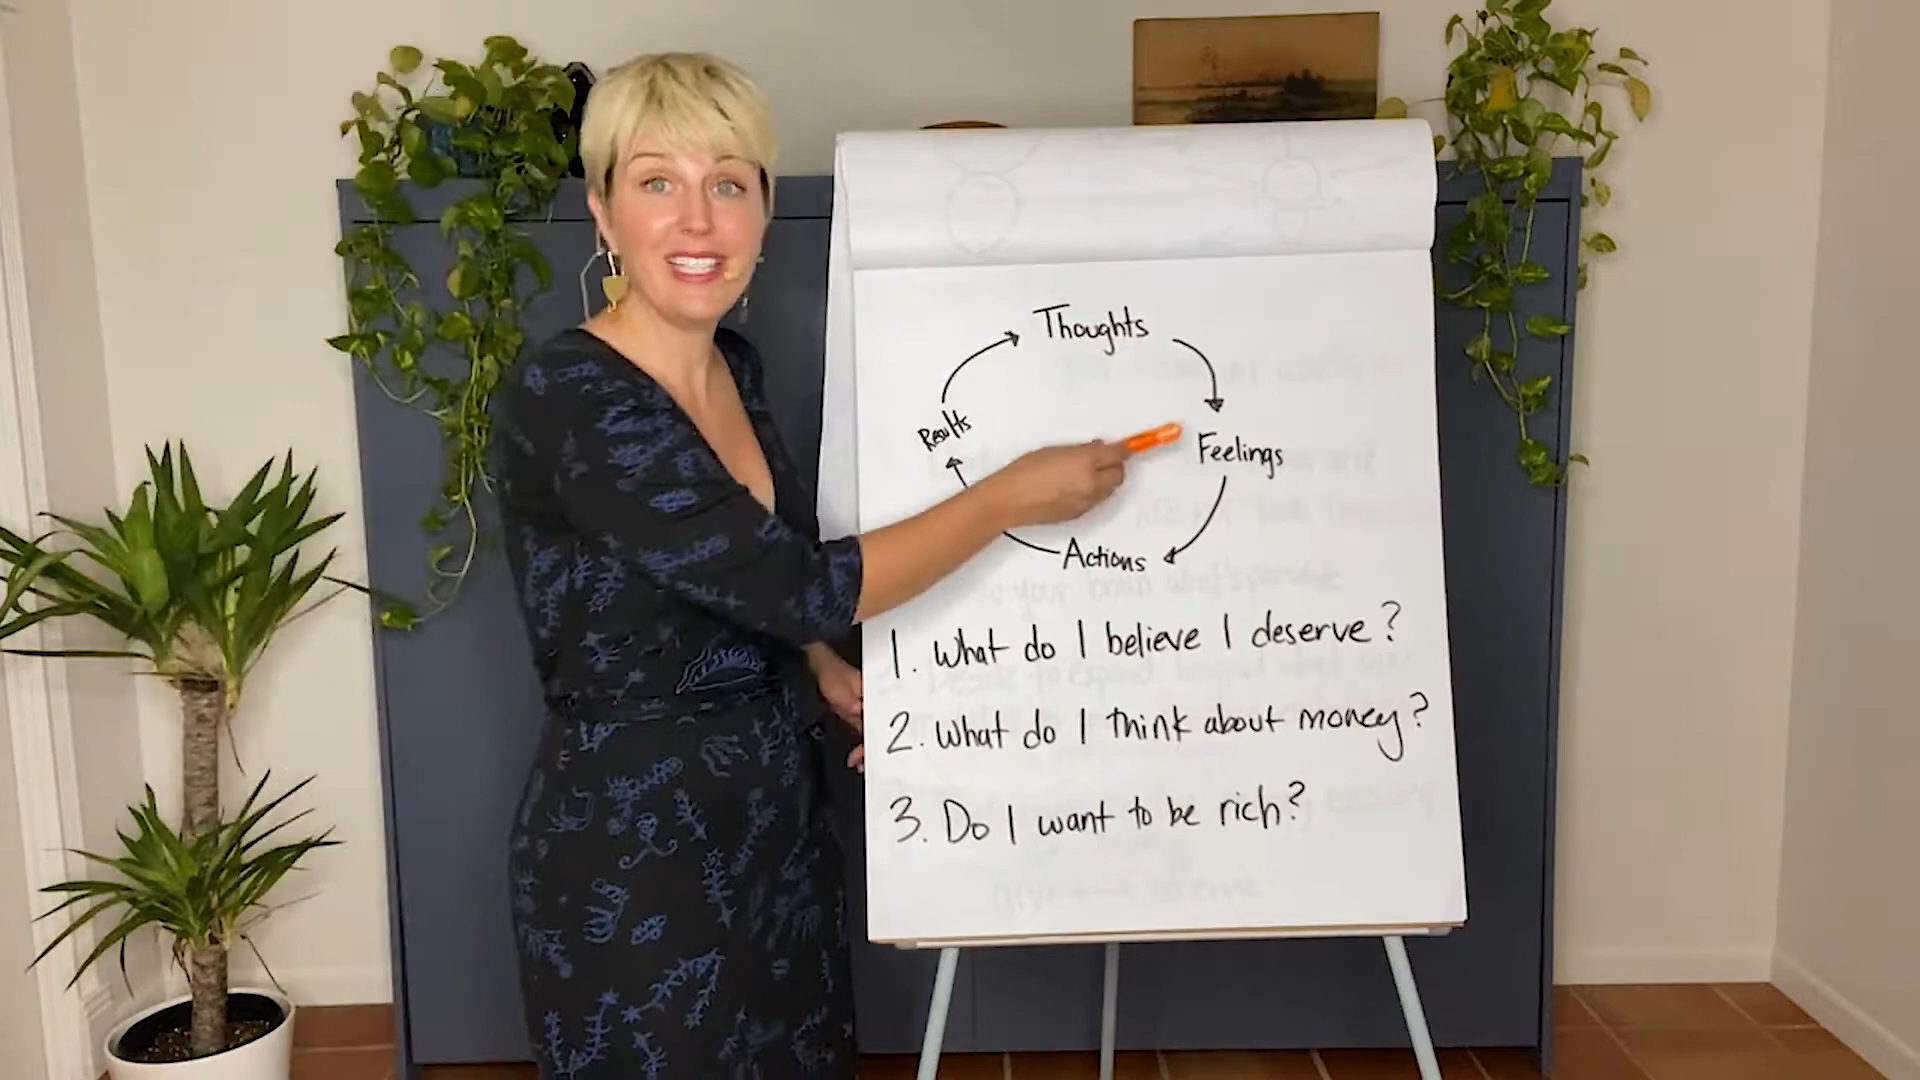 Thoughts
Results
Feelings
Actions
1. What do I believe I deserve?
2. What do I think about money?
3. Do I want to be rich?